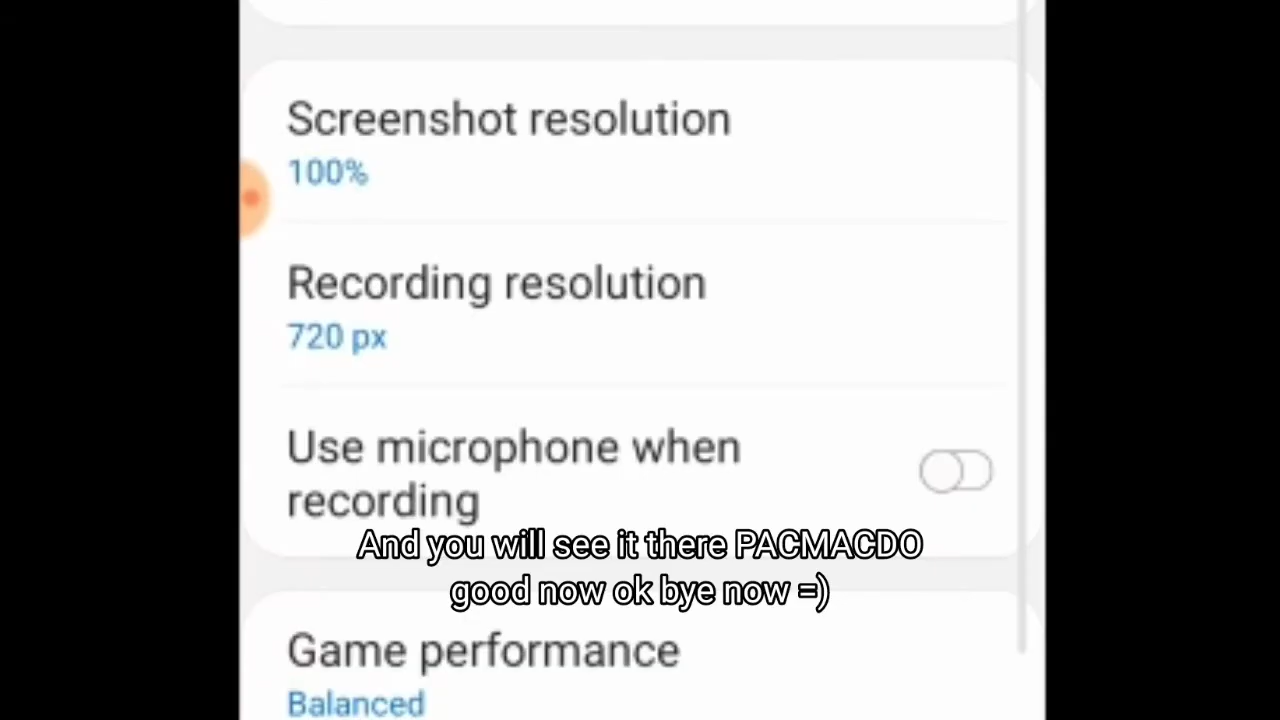 Screenshot resolution
100%
Recording resolution
720 px
Use microphone when
recording
And you will see it there PACMACDO
good now ok bye now =)
Game performance
Balanced